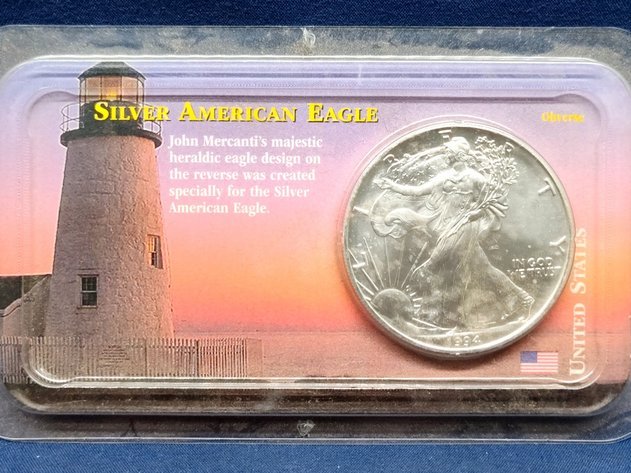 SILVER AMERICAN EAGLE
Obverse
John Mercanti's majestic
heraldic eagle design on
the reverse was created
specially for the Silver
American Eagle.
LIBERTY
IN GOD
WE TRUST
1994
UNITED STATES